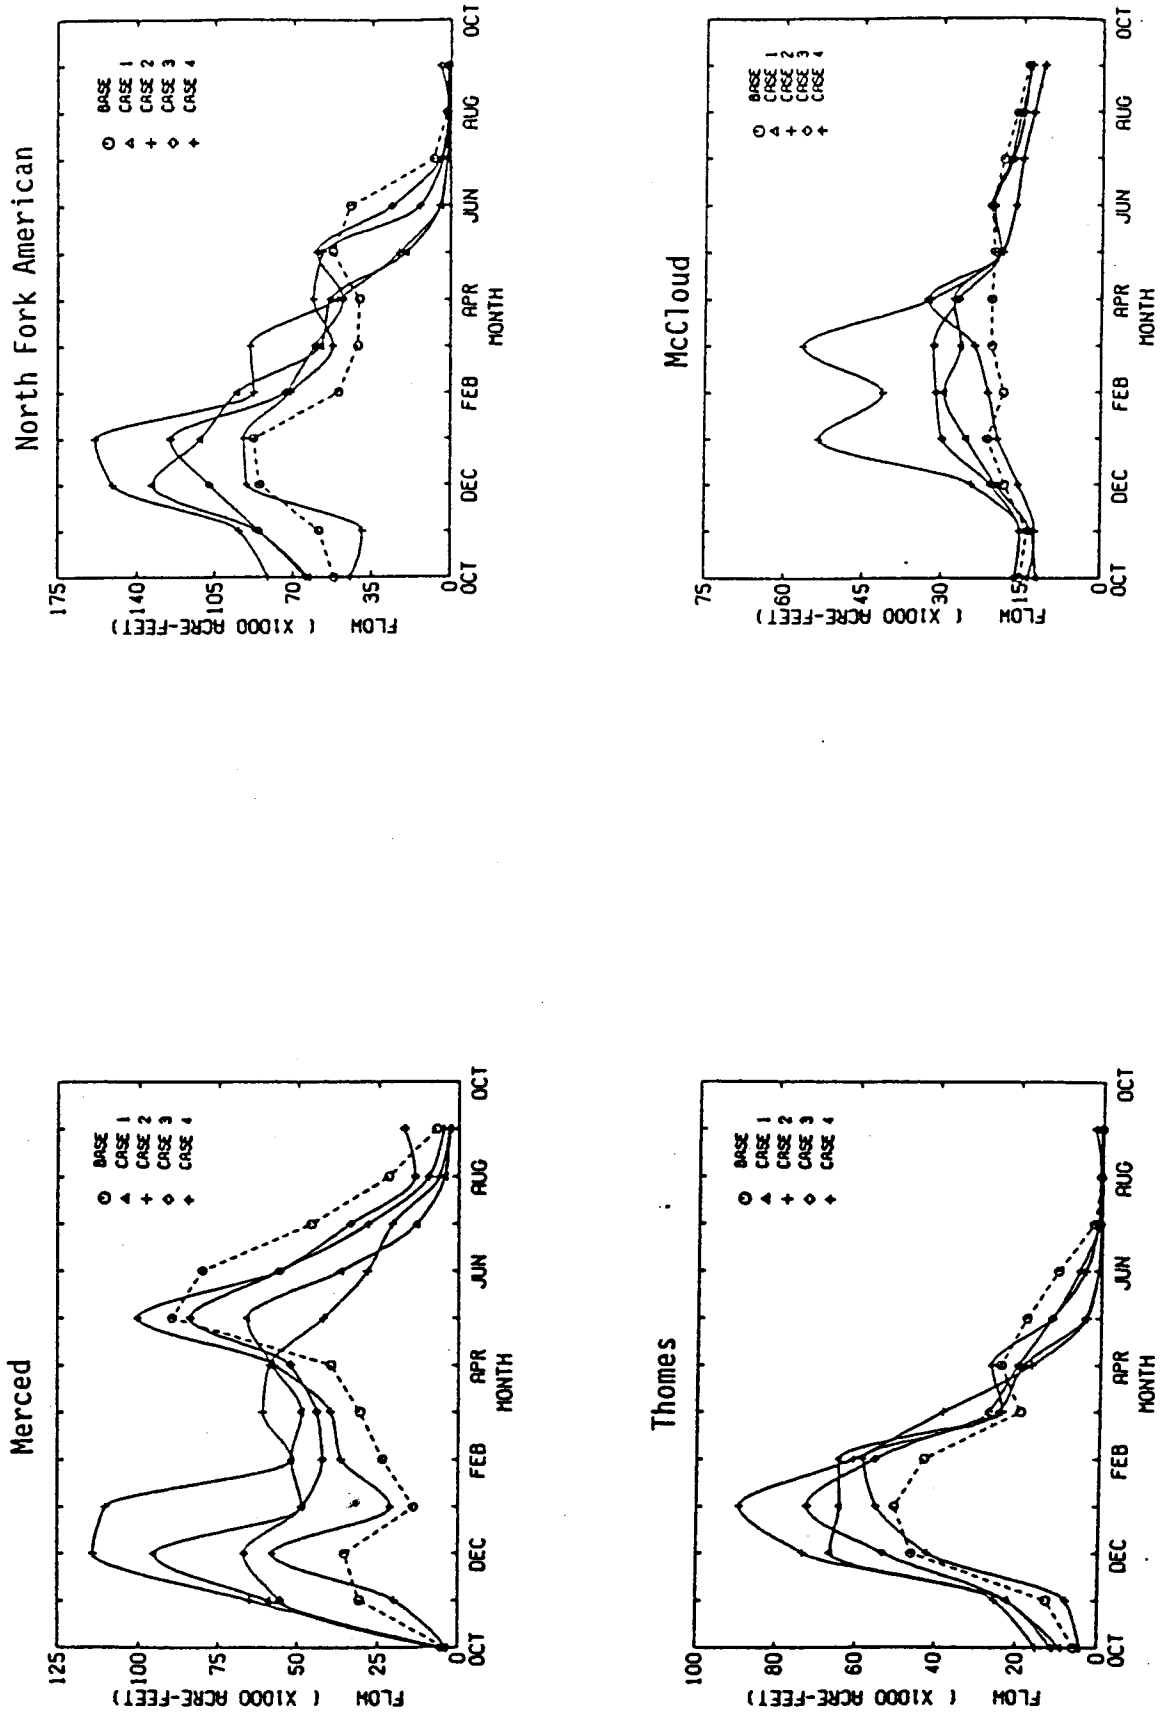 Merced
125
100
75
50
25
0
FLOW ( X1000 ACRE-FEET)
OCT
DEC
FEB
APR
JUN
AUG
OCT
MONTH
BASE
CASE 1
CASE 2
CASE 3
CASE 4
North Fork American
175
140
105
70
35
0
FLOW ( X1000 ACRE-FEET)
OCT
DEC
FEB
APR
JUN
AUG
OCT
MONTH
BASE
CASE 1
CASE 2
CASE 3
CASE 4
Thomes
100
80
60
40
20
0
FLOW ( X1000 ACRE-FEET)
OCT
DEC
FEB
APR
JUN
AUG
OCT
MONTH
BASE
CASE 1
CASE 2
CASE 3
CASE 4
McCloud
75
60
45
30
15
0
FLOW ( X1000 ACRE-FEET)
OCT
DEC
FEB
APR
JUN
AUG
OCT
MONTH
BASE
CASE 1
CASE 2
CASE 3
CASE 4